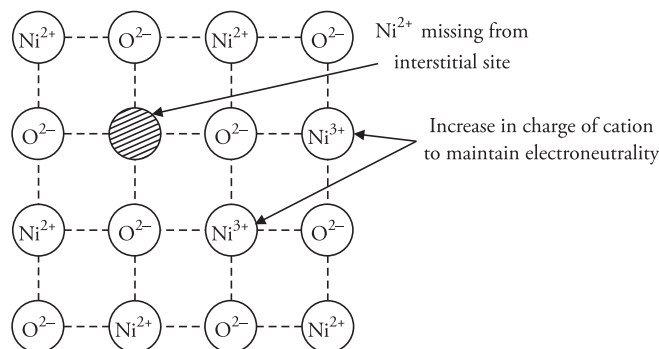 Ni2+ O2− Ni2+ O2−
Ni2+ missing from
interstitial site
O2− O2− Ni3+
Increase in charge of cation
to maintain electroneutrality
Ni2+ O2− Ni3+ O2−
O2− Ni2+ O2− Ni2+